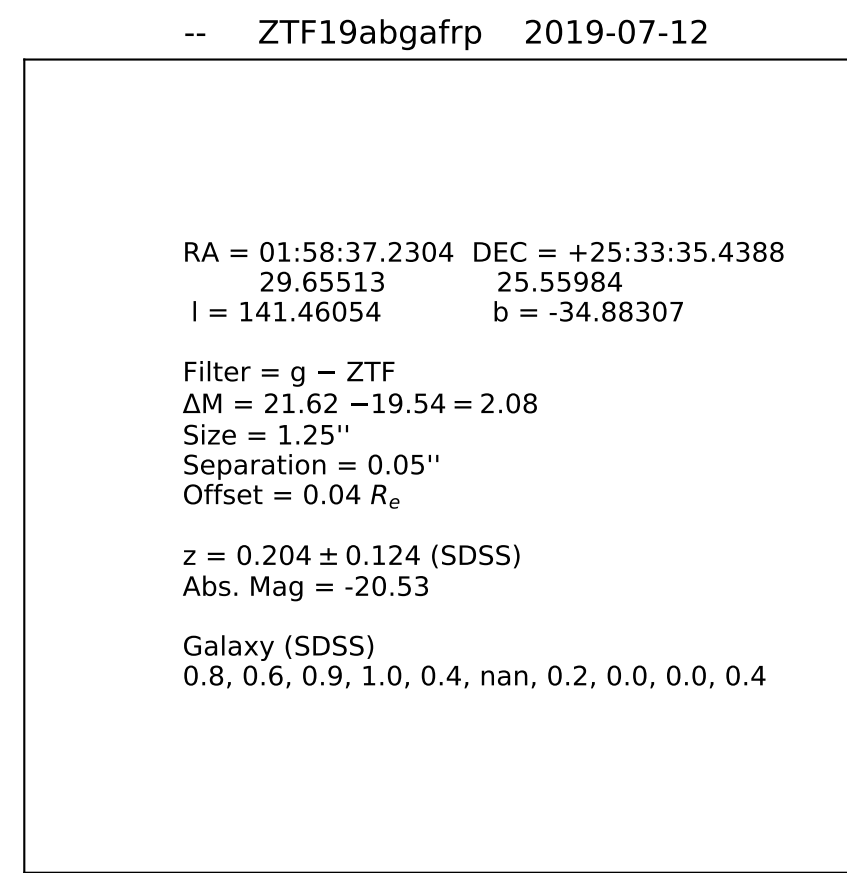 -- ZTF19abgafrp 2019-07-12
RA = 01:58:37.2304 DEC = +25:33:35.4388
29.65513 25.55984
l = 141.46054 b = -34.88307
Filter = g − ZTF
ΔM = 21.62 −19.54 = 2.08
Size = 1.25''
Separation = 0.05''
Offset = 0.04 Rₑ
z = 0.204 ± 0.124 (SDSS)
Abs. Mag = -20.53
Galaxy (SDSS)
0.8, 0.6, 0.9, 1.0, 0.4, nan, 0.2, 0.0, 0.0, 0.4